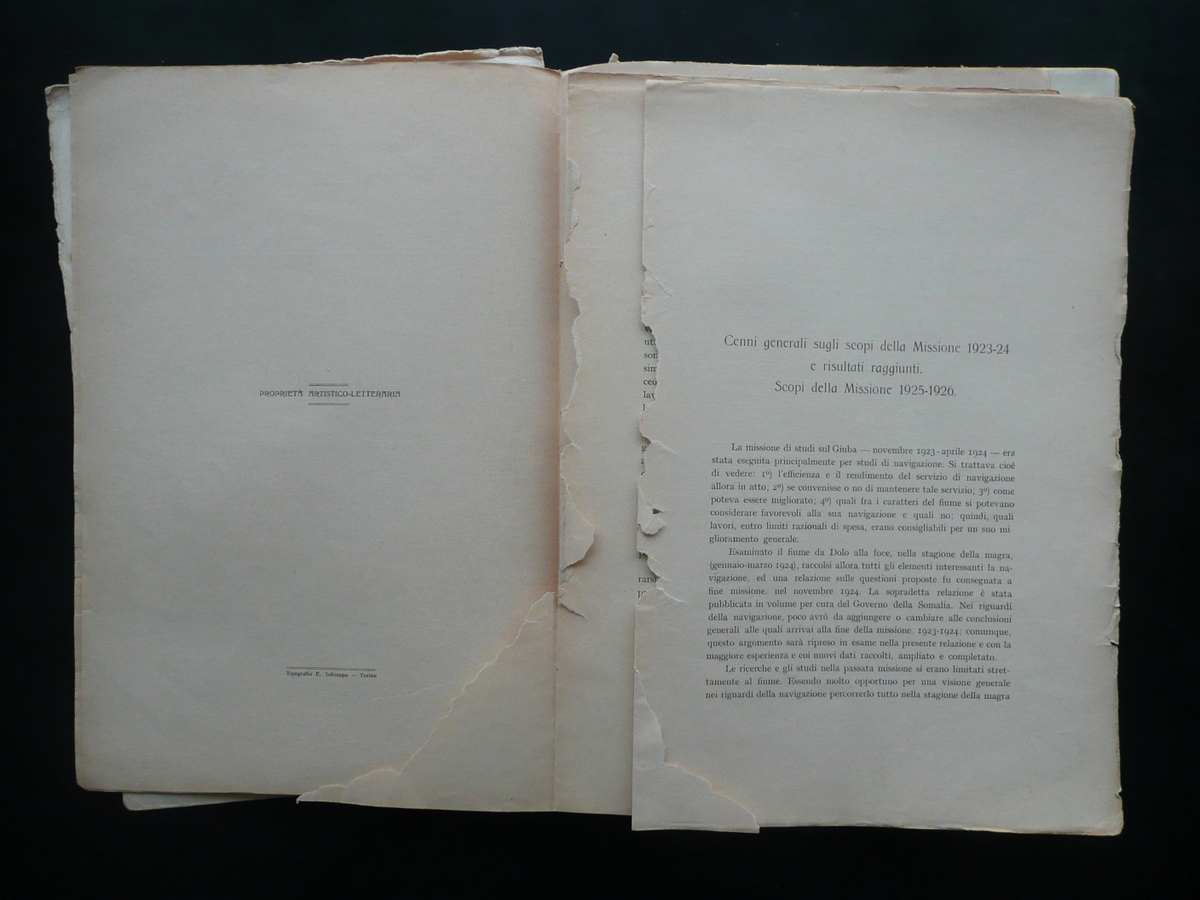 PROPRIETÀ ARTISTICO-LETTERARIA
Tipografia E. Schioppo — Torino
ut
son
sim
ceo
lav
g
rarsi
Cenni generali sugli scopi della Missione 1923-24
e risultati raggiunti.
Scopi della Missione 1925-1926.
La missione di studi sul Giuba — novembre 1923-aprile 1924 — era
stata eseguita principalmente per studi di navigazione. Si trattava cioè
di vedere: 1º) l'efficienza e il rendimento del servizio di navigazione
allora in atto; 2º) se convenisse o no di mantenere tale servizio; 3º) come
poteva essere migliorato; 4º) quali fra i caratteri del fiume si potevano
considerare favorevoli alla sua navigazione e quali no; quindi, quali
lavori, entro limiti razionali di spesa, erano consigliabili per un suo mi
glioramento generale.
Esaminato il fiume da Dolo alla foce, nella stagione della magra,
(gennaio-marzo 1924), raccolsi allora tutti gli elementi interessanti la na-
vigazione, ed una relazione sulle questioni proposte fu consegnata a
fine missione, nel novembre 1924. La sopradetta relazione è stata
pubblicata in volume per cura del Governo della Somalia. Nei riguardi
della navigazione, poco avrò da aggiungere o cambiare alle conclusioni
generali alle quali arrivai alla fine della missione. 1923-1924; comunque,
questo argomento sarà ripreso in esame nella presente relazione e con la
maggiore esperienza e coi nuovi dati raccolti, ampliato e completato.
Le ricerche e gli studi nella passata missione si erano limitati stret-
tamente al fiume. Essendo molto opportuno per una visione generale
nei riguardi della navigazione percorrerlo tutto nella stagione della magra